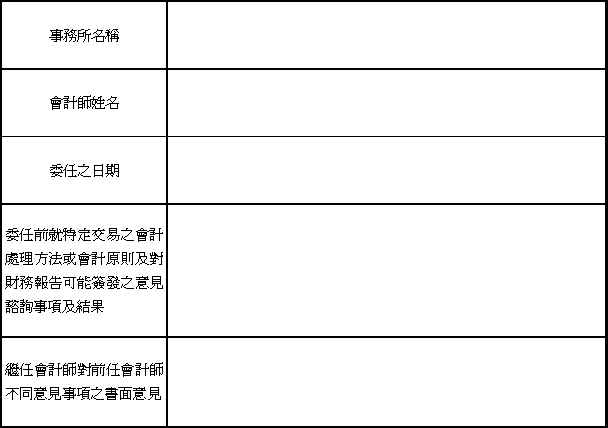 事務所名稱
會計師姓名
委任之日期
委任前就特定交易之會計
處理方法或會計原則及對
財務報告可能簽發之意見
諮詢事項及結果
繼任會計師對前任會計師
不同意見事項之書面意見